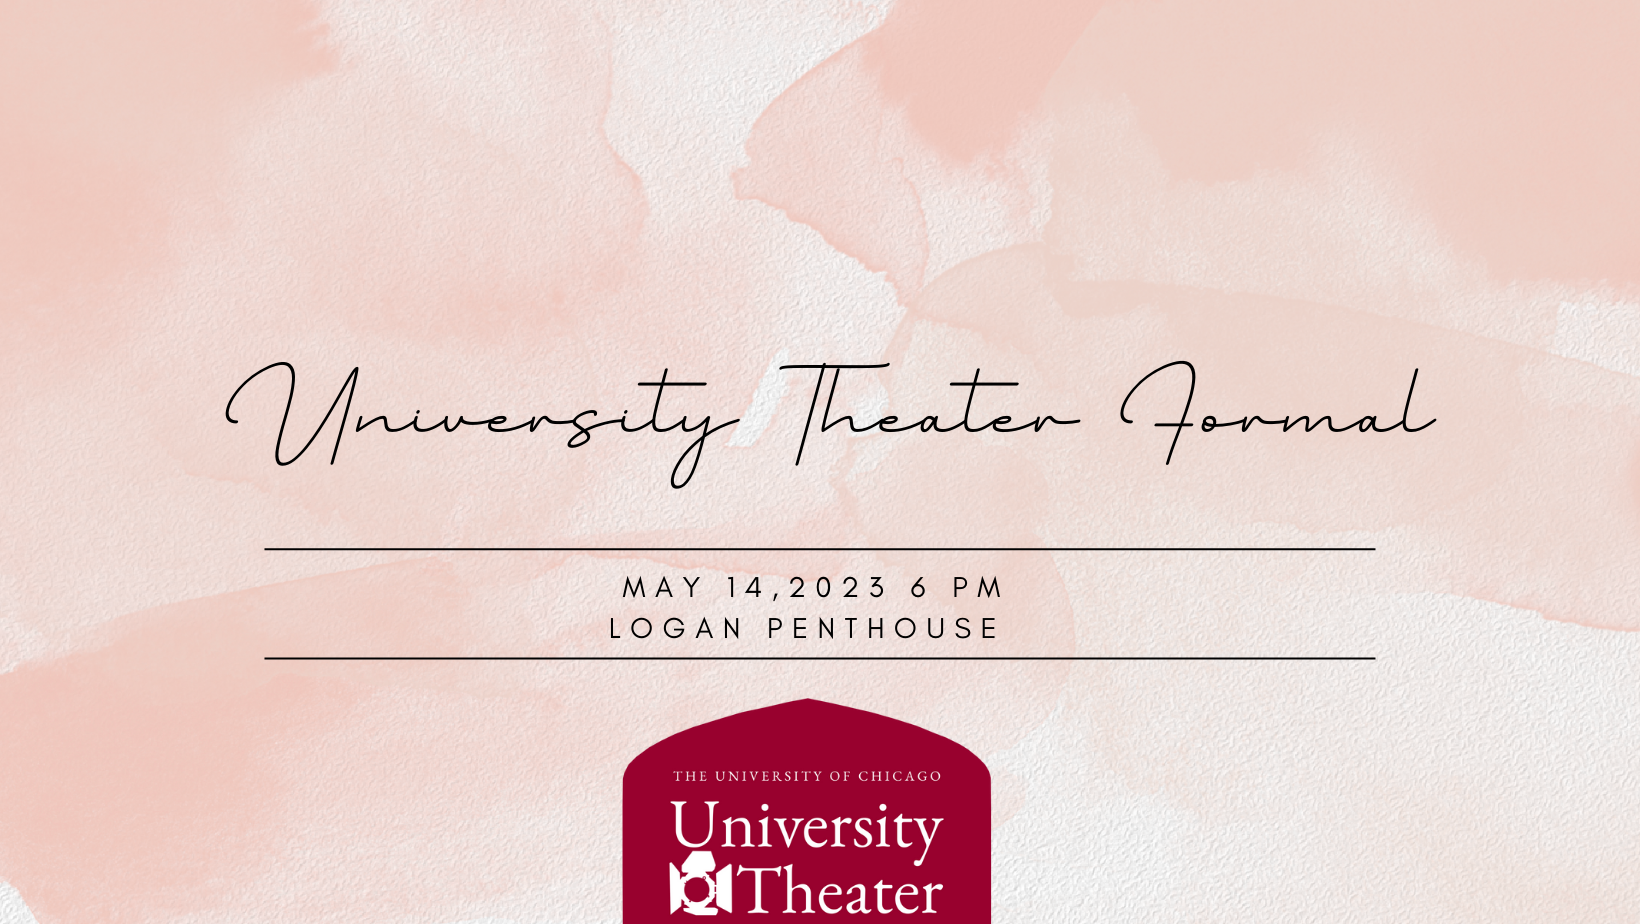 University Theater Formal
MAY 14,2023 6 PM
LOGAN PENTHOUSE
THE UNIVERSITY OF CHICAGO
University
Theater